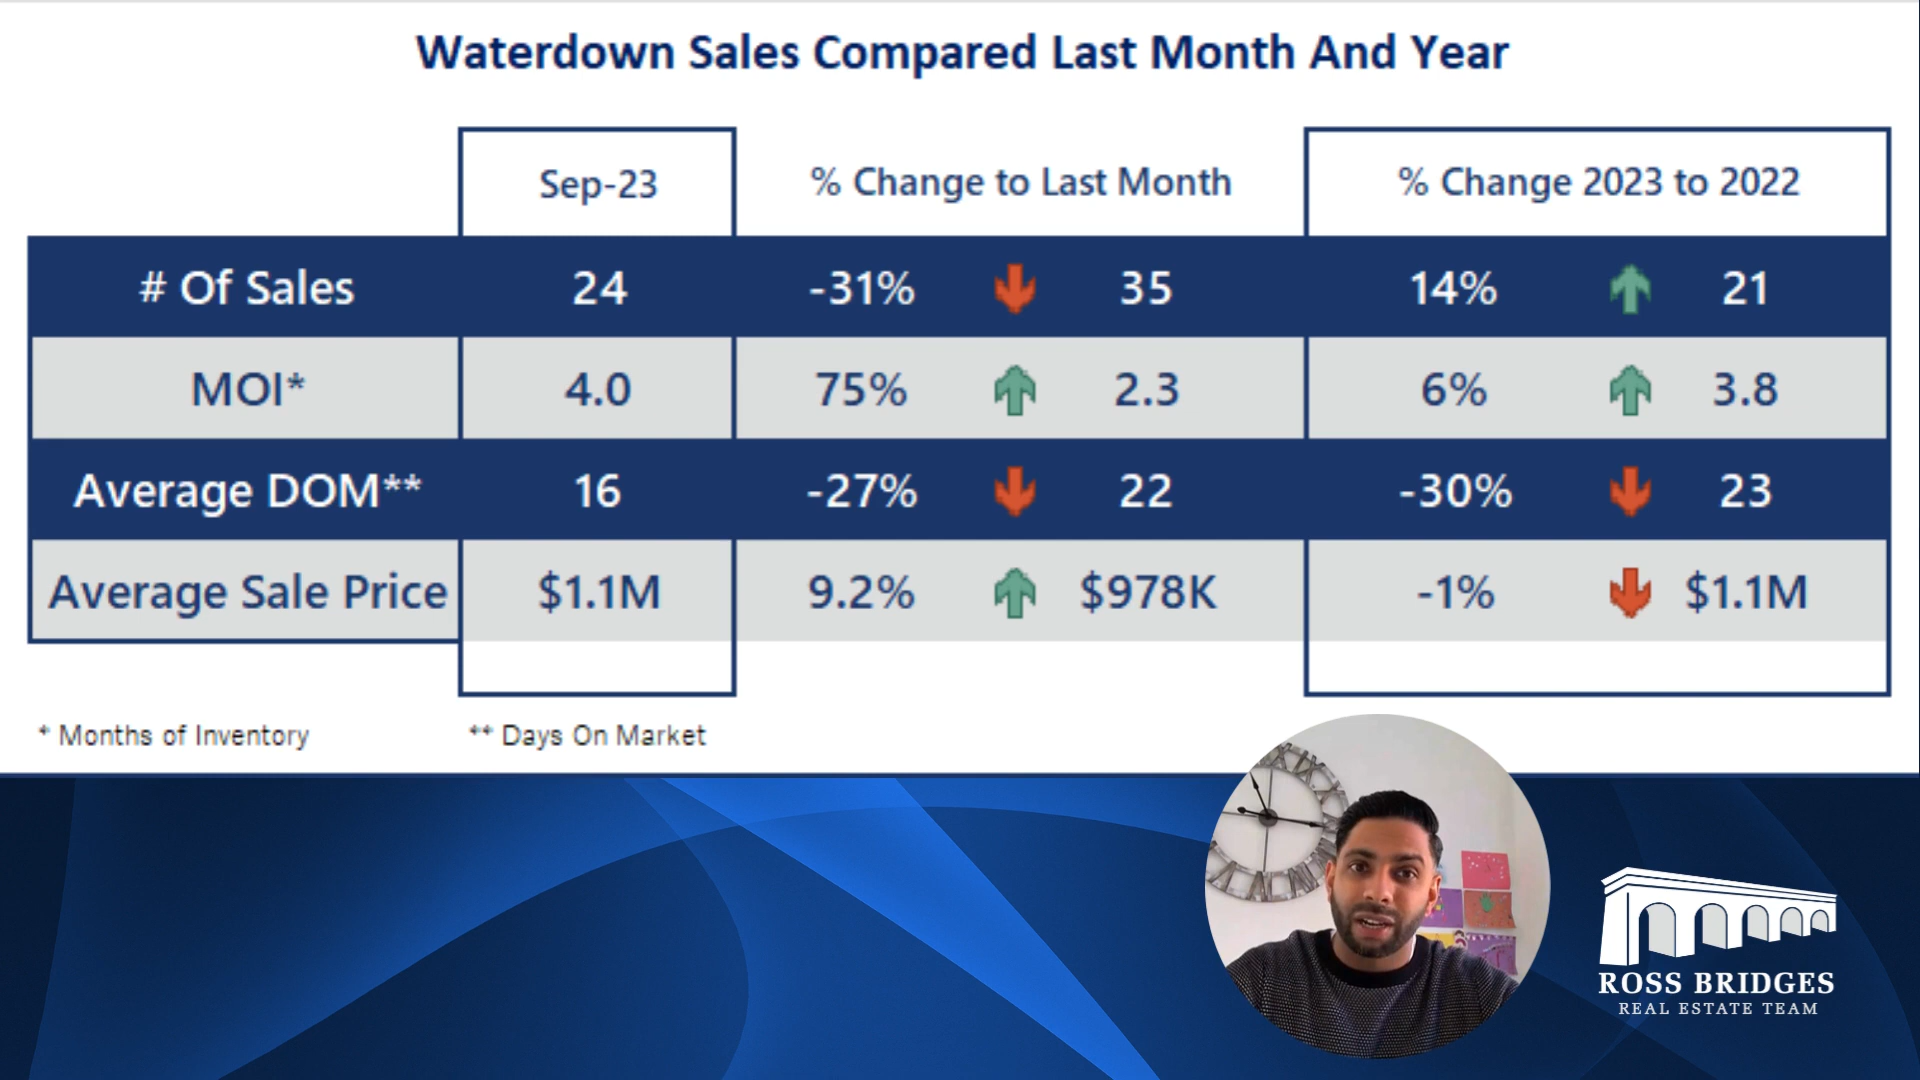 Waterdown Sales Compared Last Month And Year
Sep-23 % Change to Last Month % Change 2023 to 2022
# Of Sales 24 -31% 35 14% 21
MOI* 4.0 75% 2.3 6% 3.8
Average DOM** 16 -27% 22 -30% 23
Average Sale Price $1.1M 9.2% $978K -1% $1.1M
* Months of Inventory ** Days On Market
ROSS BRIDGES
REAL ESTATE TEAM